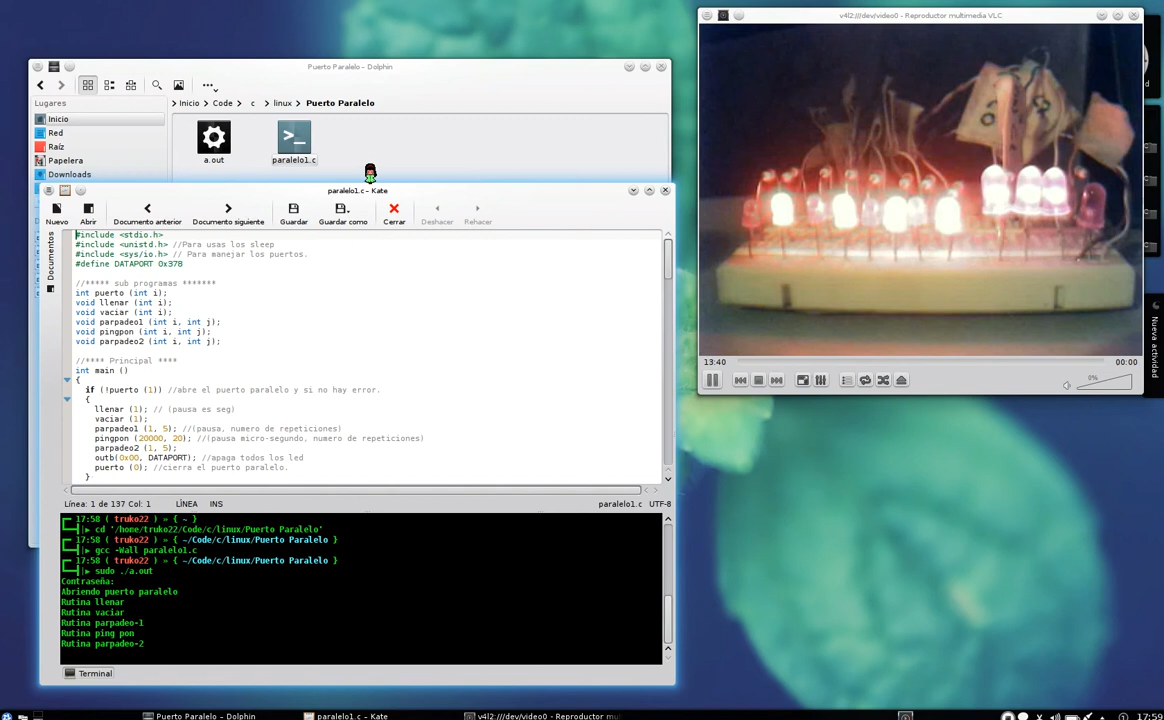 Puerto Paralelo – Dolphin
Lugares
Inicio
Red
Raíz
Papelera
Downloads
Inicio
Code
c
linux
Puerto Paralelo
a.out
paralelo1.c
paralelo1.c – Kate
Nuevo
Abrir
Documento anterior
Documento siguiente
Guardar
Guardar como
Cerrar
Deshacer
Rehacer
Documentos
#include <stdio.h>
#include <unistd.h> //Para usas los sleep
#include <sys/io.h> // Para manejar los puertos.
#define DATAPORT 0x378
//***** sub programas *******
int puerto (int i);
void llenar (int i);
void vaciar (int i);
void parpadeo1 (int i, int j);
void pingpon (int i, int j);
void parpadeo2 (int i, int j);
//**** Principal ****
int main ()
{
if (!puerto (1)) //abre el puerto paralelo y si no hay error.
{
llenar (1); // (pausa es seg)
vaciar (1);
parpadeo1 (1, 5); //(pausa, numero de repeticiones)
pingpon (20000, 20); //(pausa micro-segundo, numero de repeticiones)
parpadeo2 (1, 5);
outb(0x00, DATAPORT); //apaga todos los led
puerto (0); //cierra el puerto paralelo.
}
Línea: 1 de 137 Col: 1
LÍNEA
INS
paralelo1.c
UTF-8
17:58 ( truko22 ) » { ~ }
cd '/home/truko22/Code/c/linux/Puerto Paralelo'
17:58 ( truko22 ) » { ~/Code/c/linux/Puerto Paralelo }
gcc -Wall paralelo1.c
17:58 ( truko22 ) » { ~/Code/c/linux/Puerto Paralelo }
sudo ./a.out
Contraseña:
Abriendo puerto paralelo
Rutina llenar
Rutina vaciar
Rutina parpadeo-1
Rutina ping pon
Rutina parpadeo-2
Terminal
v4l2:///dev/video0 - Reproductor multimedia VLC
13:40
00:00
0%
Nueva actividad
Puerto Paralelo – Dolphin
paralelo1.c – Kate
v4l2:///dev/video0 - Reproductor mul
17:59